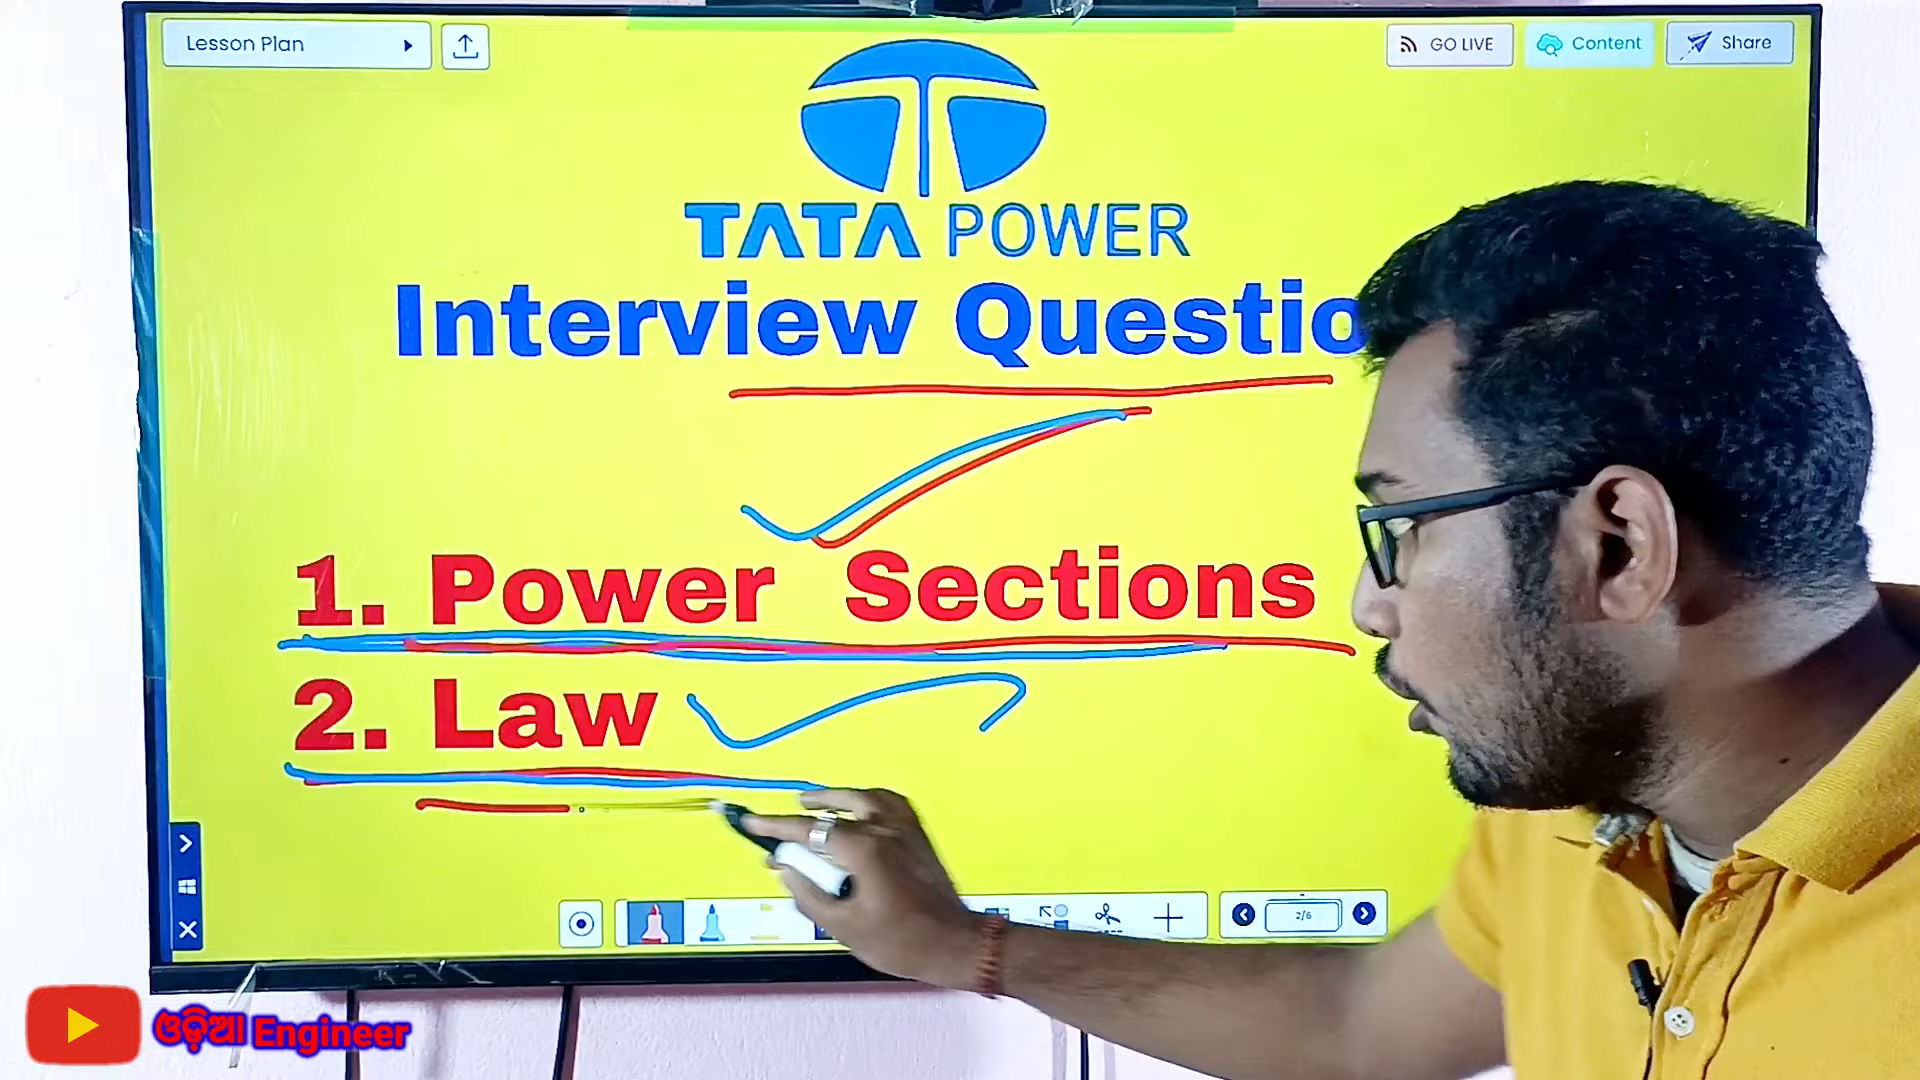 Lesson Plan
GO LIVE
Content
Share
TATA POWER
Interview Questio
1. Power Sections
2. Law
2/6
ଓଡ଼ିଆ Engineer